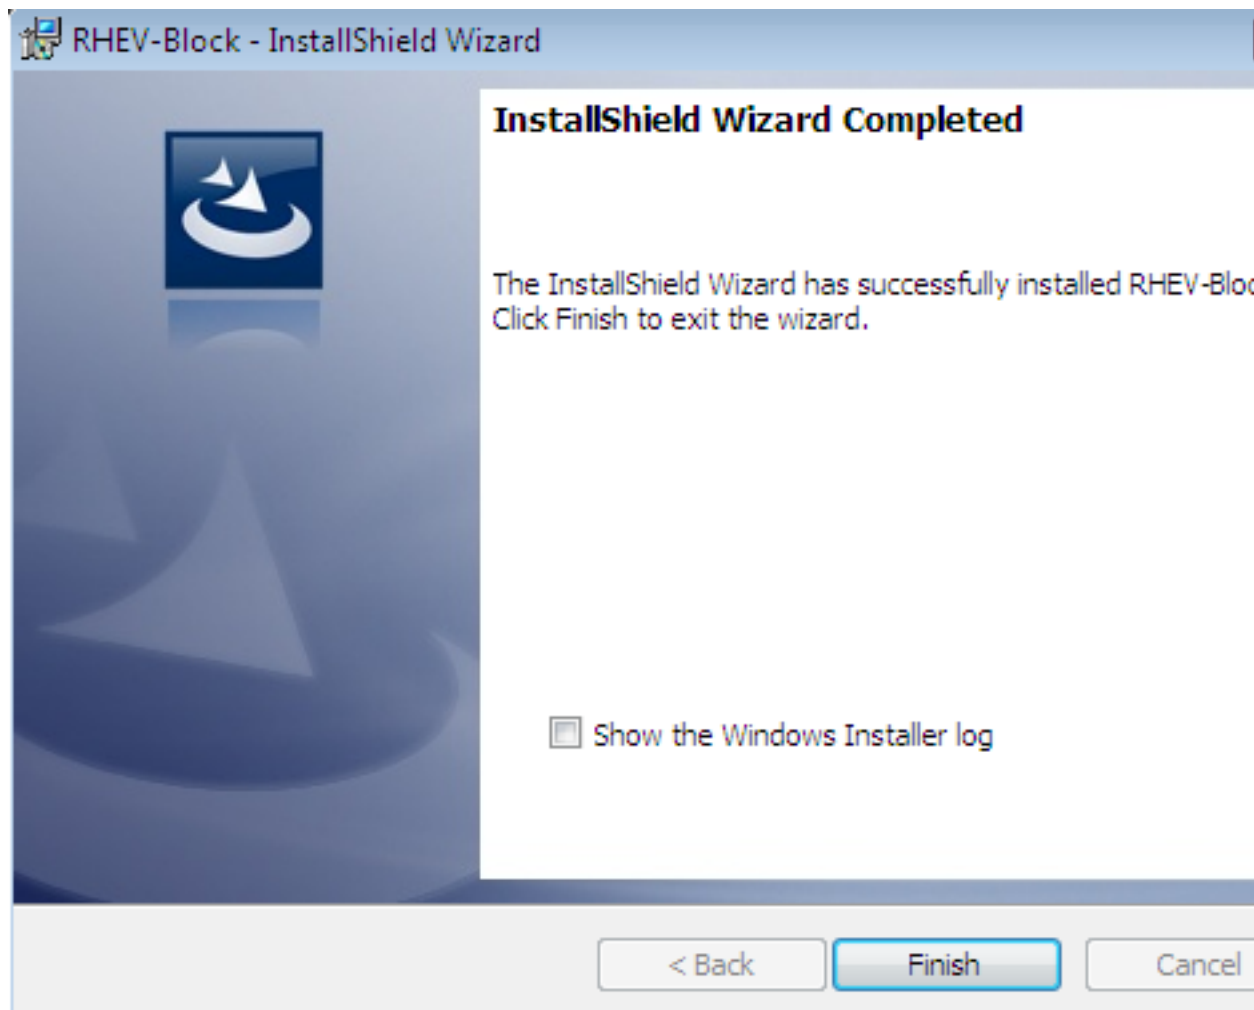 RHEV-Block - InstallShield Wizard
InstallShield Wizard Completed
The InstallShield Wizard has successfully installed RHEV-Bloc
Click Finish to exit the wizard.
Show the Windows Installer log
< Back
Finish
Cancel